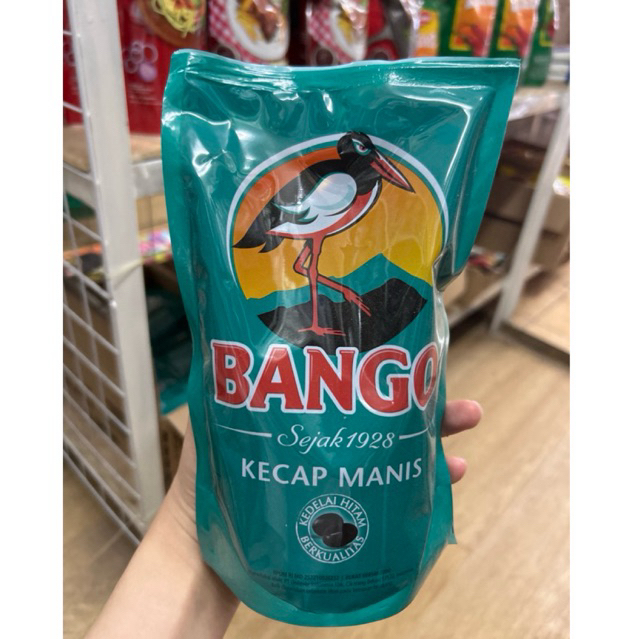 BANGO
Sejak 1928
KECAP MANIS
KEDELAI HITAM
BERKUALITAS